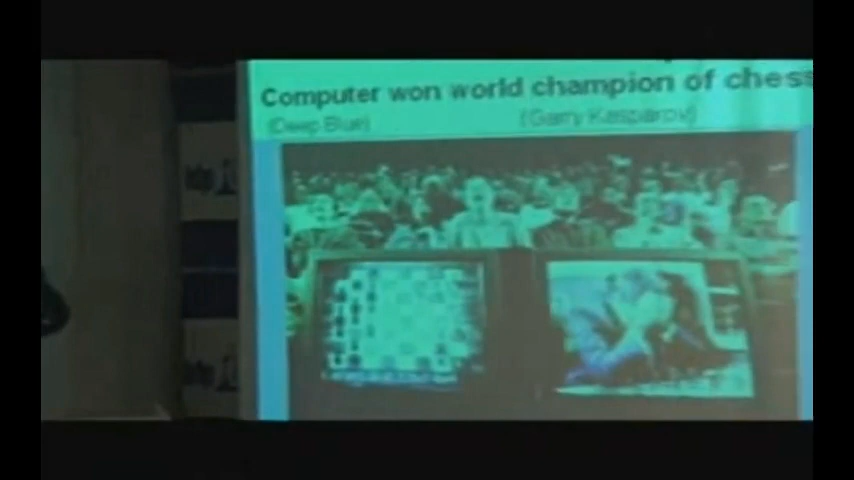 Computer won world champion of chess
(Deep Blue) (Garry Kasparov)